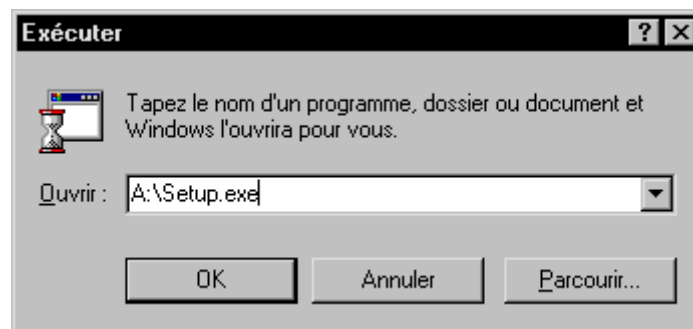 Exécuter
Tapez le nom d'un programme, dossier ou document et
Windows l'ouvrira pour vous.
Ouvrir : A:\Setup.exe
OK Annuler Parcourir...